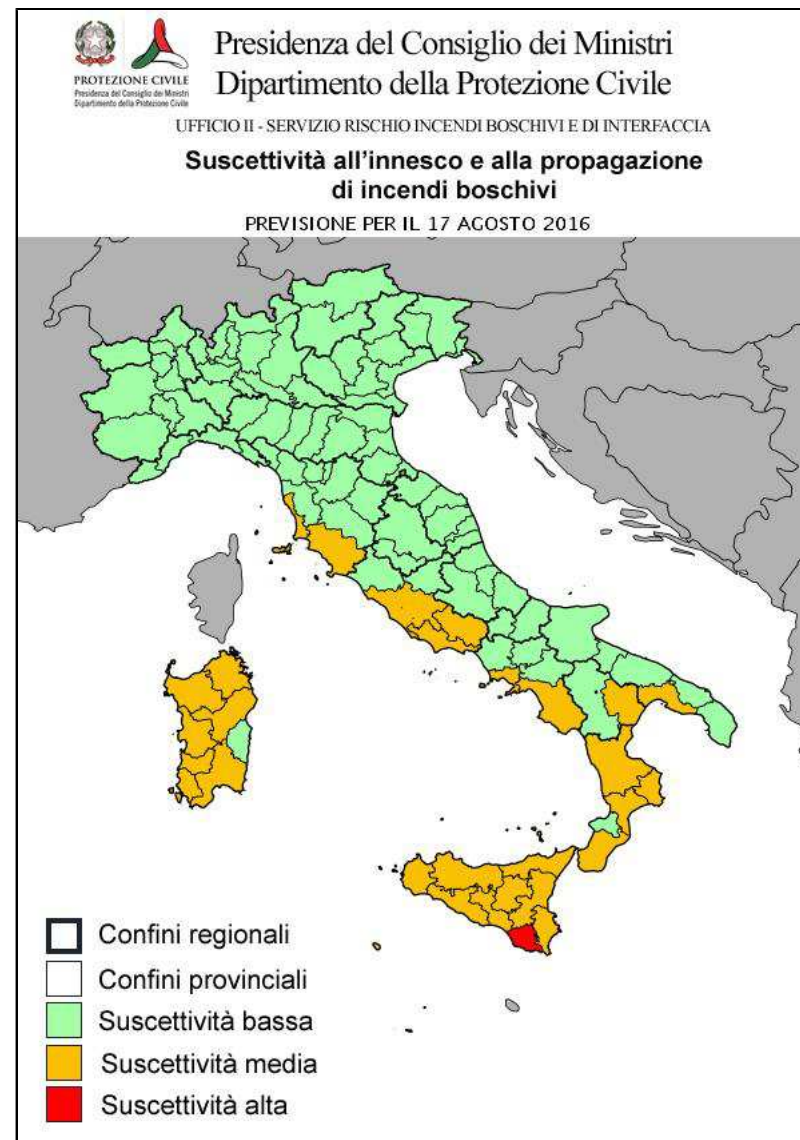 PROTEZIONE CIVILE
Presidenza del Consiglio dei Ministri
Dipartimento della Protezione Civile
Presidenza del Consiglio dei Ministri
Dipartimento della Protezione Civile
UFFICIO II - SERVIZIO RISCHIO INCENDI BOSCHIVI E DI INTERFACCIA
Suscettività all'innesco e alla propagazione
di incendi boschivi
PREVISIONE PER IL 17 AGOSTO 2016
Confini regionali
Confini provinciali
Suscettività bassa
Suscettività media
Suscettività alta